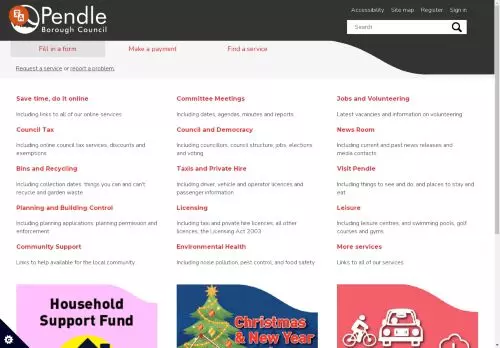 Pendle
Borough Council
Accessibility Site map Register Sign in
Search
Fill in a form Make a payment Find a service
Request a service or report a problem.
Save time, do it online
Including links to all of our online services
Committee Meetings
Including dates, agendas, minutes and reports
Jobs and Volunteering
Latest vacancies and information on volunteering
Council Tax
Including online council tax services, discounts and
exemptions
Council and Democracy
Including councillors, council structure, jobs, elections
and voting
News Room
Including current and past news releases and
media contacts
Bins and Recycling
Including collection dates, things you can and can't
recycle and garden waste
Taxis and Private Hire
Including driver, vehicle and operator licences and
passenger information
Visit Pendle
Including things to see and do, and places to stay and
eat
Planning and Building Control
Including planning applications, planning permission and
enforcement
Licensing
Including taxi and private hire licences, all other
licences, the Licensing Act 2003
Leisure
Including leisure centres, and swimming pools, golf
courses and gyms
Community Support
Links to help available for the local community
Environmental Health
Including noise pollution, pest control, and food safety
More services
Links to all of our services
Household
Support Fund
Christmas
& New Year